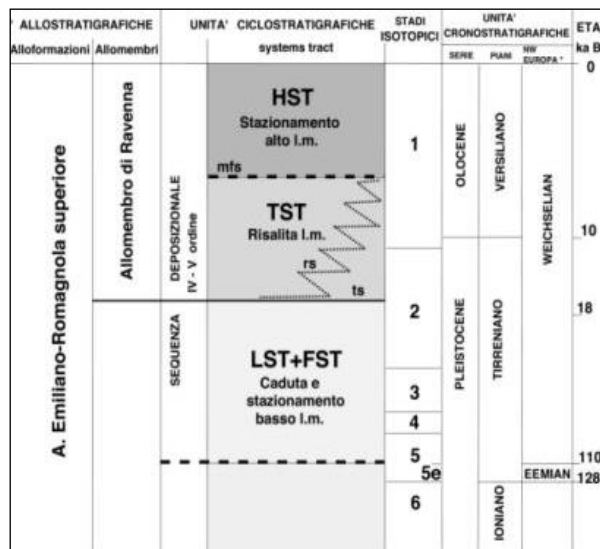 ' ALLOSTRATIGRAFICHE
UNITA' CICLOSTRATIGRAFICHE
STADI
ISOTOPICI
UNITA'
CRONOSTRATIGRAFICHE
ETA
ka B
Alloformazioni
Allomembri
systems tract
SERIE
PIANI
NW
EUROPA *
0
HST
Stazionamento
alto l.m.
mfs
1
TST
Risalita l.m.
rs
ts
10
18
2
LST+FST
Caduta e
stazionamento
basso l.m.
3
4
5
5e
6
110
128
EEMIAN
A. Emiliano-Romagnola superiore
Allomembro di Ravenna
SEQUENZA
DEPOSIZIONALE
IV - V ordine
OLOCENE
PLEISTOCENE
VERSILIANO
TIRRENIANO
IONIANO
WEICHSELIAN